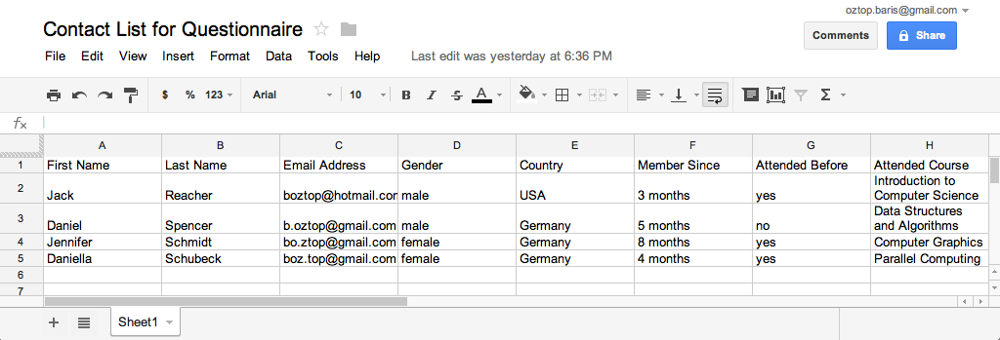 oztop.baris@gmail.com
Contact List for Questionnaire
Comments
Share
File Edit View Insert Format Data Tools Help Last edit was yesterday at 6:36 PM
$ % 123 Arial 10 B I S A Σ
fx
A B C D E F G H
1 First Name Last Name Email Address Gender Country Member Since Attended Before Attended Course
Introduction to
2 Jack Reacher boztop@hotmail.cor male USA 3 months yes Computer Science
Data Structures
3 Daniel Spencer b.oztop@gmail.com male Germany 5 months no and Algorithms
4 Jennifer Schmidt bo.ztop@gmail.com female Germany 8 months yes Computer Graphics
5 Daniella Schubeck boz.top@gmail.com female Germany 4 months yes Parallel Computing
6
7
Sheet1